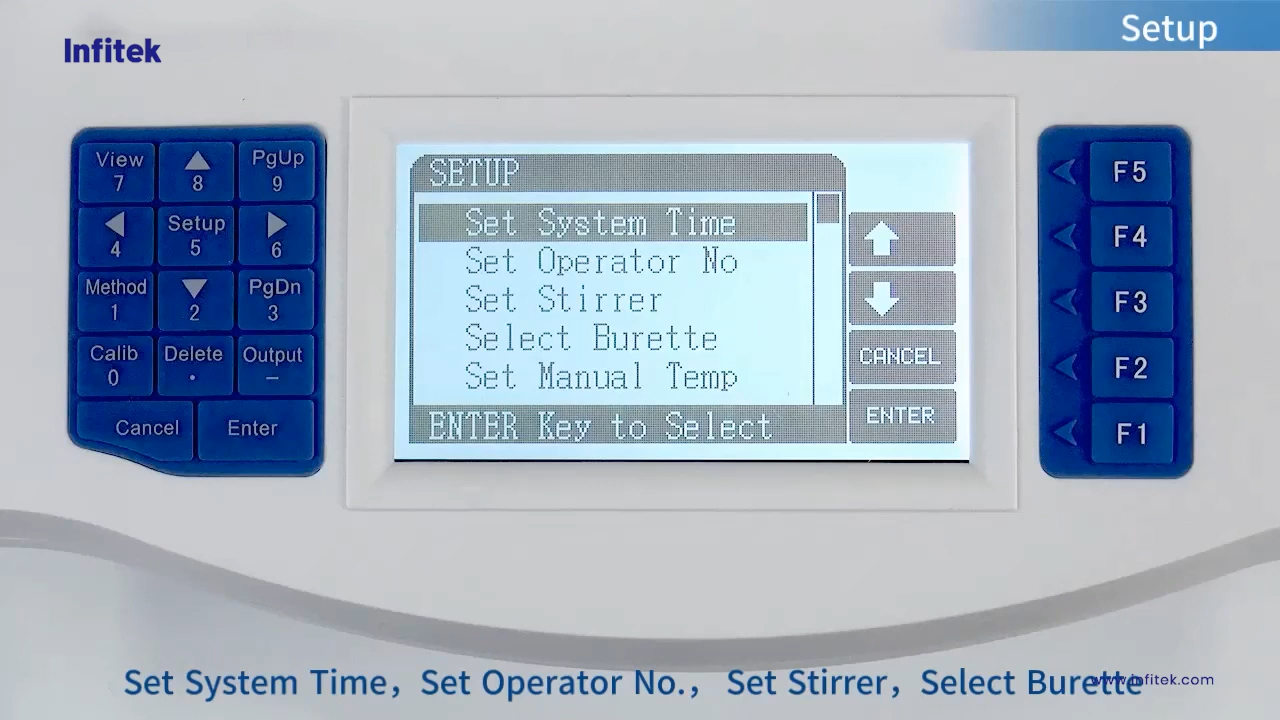 Setup
Infitek
View
7
▲
8
PgUp
9
◀
4
Setup
5
▶
6
Method
1
▼
2
PgDn
3
Calib
0
Delete
.
Output
–
Cancel
Enter
SETUP
Set System Time
Set Operator No
Set Stirrer
Select Burette
Set Manual Temp
ENTER Key to Select
CANCEL
ENTER
F5
F4
F3
F2
F1
Set System Time, Set Operator No., Set Stirrer, Select Burette
www.infitek.com